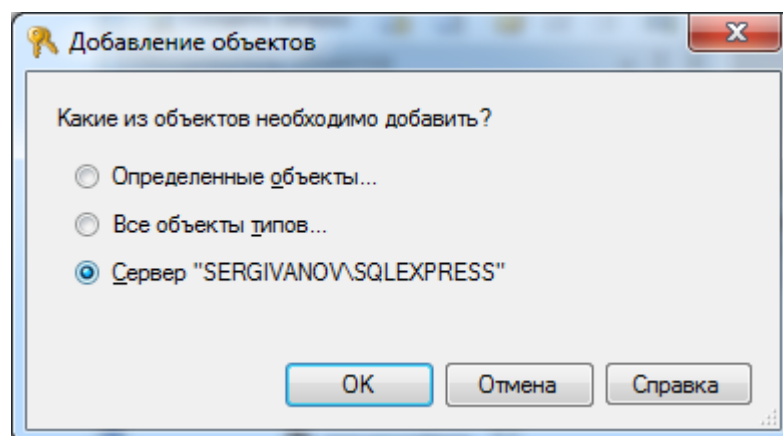 Добавление объектов
Какие из объектов необходимо добавить?
Определенные объекты...
Все объекты типов...
Сервер "SERGIVANOV\SQLEXPRESS"
OK Отмена Справка